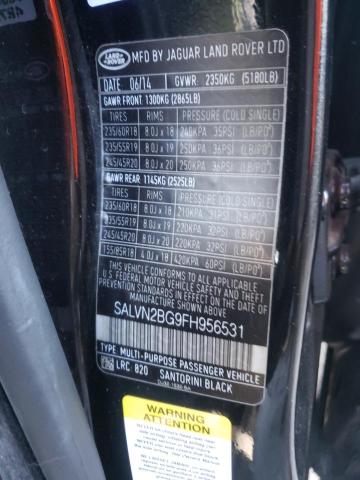 LAND ROVER
MFD BY JAGUAR LAND ROVER LTD
06/14 GVWR: 2350KG (5180LB)
GAWR FRONT 1300KG (2865LB)
TIRES RIMS PRESSURE (COLD SINGLE)
235/60R18 8.0J x 18 240KPA 35PSI (LB/PO²)
235/55R19 8.0J x 19 250KPA 36PSI (LB/PO²)
245/45R20 8.0J x 20 250KPA 36PSI (LB/PO²)
GAWR REAR 1145KG (2525LB)
TIRES RIMS PRESSURE (COLD SINGLE)
235/60R18 8.0J x 18 210KPA 31PSI (LB/PO²)
235/55R19 8.0J x 19 220KPA 32PSI (LB/PO²)
245/45R20 8.0J x 20 220KPA 32PSI (LB/PO²)
155/85R18 4.0J x 18 420KPA 60PSI (LB/PO²)
THIS VEHICLE CONFORMS TO ALL APPLICABLE
U.S. FEDERAL MOTOR VEHICLE SAFETY, BUMPER,
AND THEFT PREVENTION STANDARDS IN EFFECT ON
THE DATE OF MANUFACTURE SHOWN ABOVE.
SALVN2BG9FH956531
TYPE: MULTI-PURPOSE PASSENGER VEHICLE
LRC 820 SANTORINI BLACK
WARNING
ATTENTION